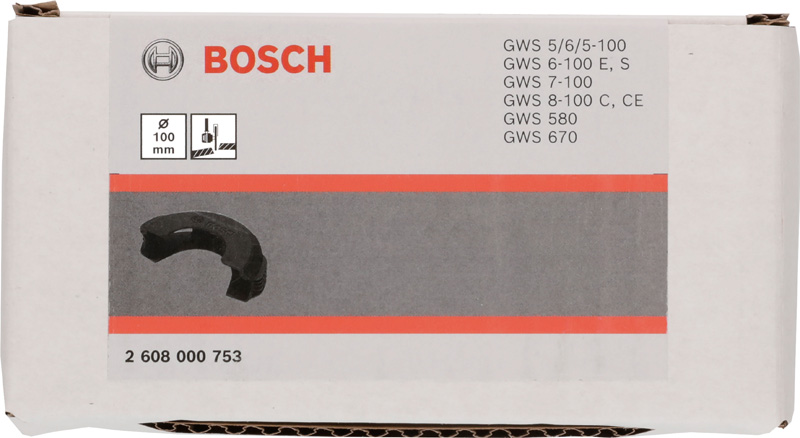 BOSCH
GWS 5/6/5-100
GWS 6-100 E, S
GWS 7-100
GWS 8-100 C, CE
GWS 580
GWS 670
Ø
100
mm
2 608 000 753